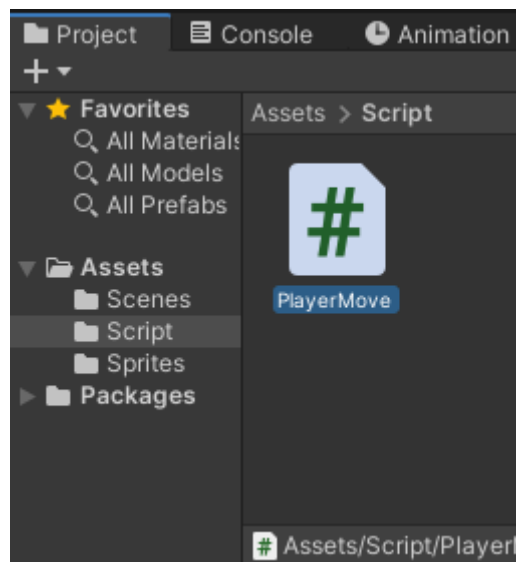 Project Console Animation
Favorites
All Materials
All Models
All Prefabs
Assets
Scenes
Script
Sprites
Packages
Assets > Script
#
PlayerMove
# Assets/Script/Player